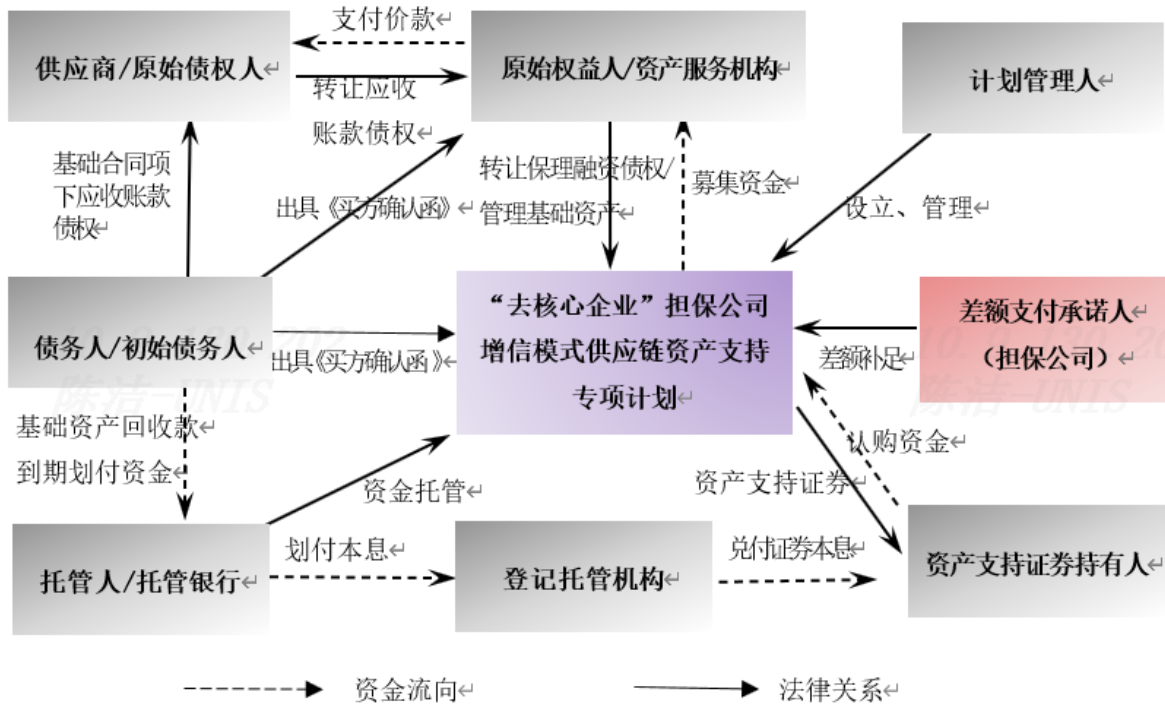 支付价款↵
供应商/原始债权人↵
原始权益人/资产服务机构↵
计划管理人↵
转让应收
账款债权↵
基础合同项
下应收账款
债权↵
出具《买方确认函》↵
转让保理融资债权/
管理基础资产↵
募集资金↵
设立、管理↵
债务人/初始债务人↵
出具《买方确认函》↵
“去核心企业”担保公司
增信模式供应链资产支持
专项计划↵
差额支付承诺人↵
（担保公司）↵
差额补足↵
陈洁-UNIS
陈洁-UNIS
基础资产回收款↵
到期划付资金↵
认购资金↵
资金托管↵
资产支持证券↵
托管人/托管银行↵
划付本息↵
登记托管机构↵
兑付证券本息↵
资产支持证券持有人↵
资金流向↵
法律关系↵